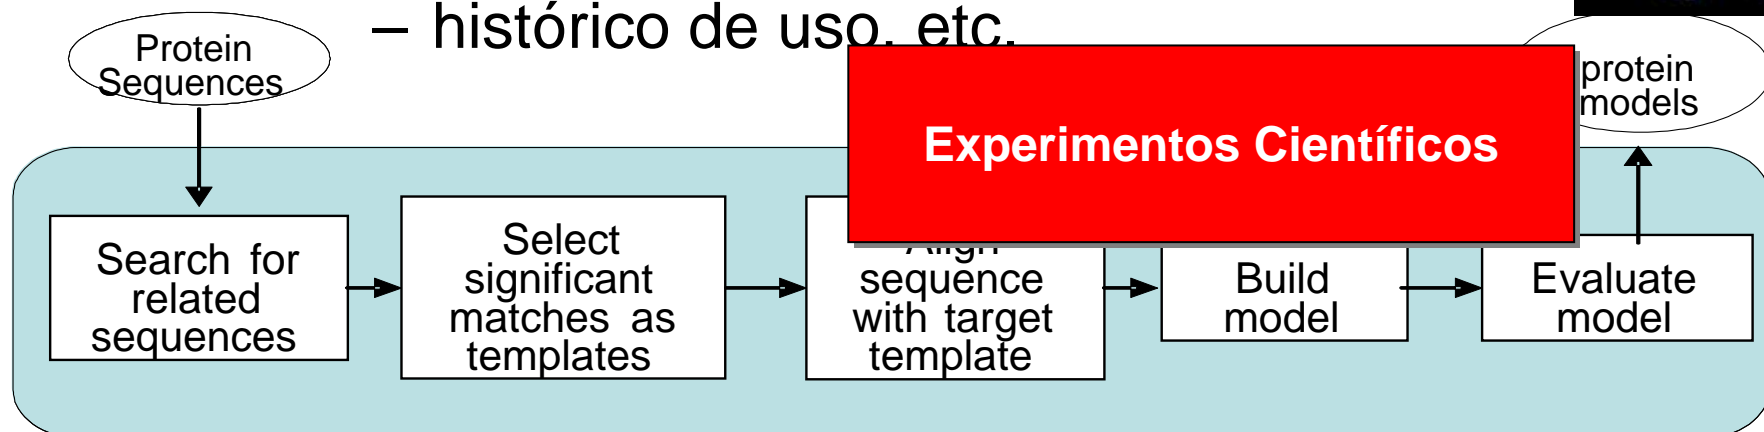 – histórico de uso, etc.
Protein
Sequences
Experimentos Científicos
protein
models
Search for
related
sequences
Select
significant
matches as
templates
Align
sequence
with target
template
Build
model
Evaluate
model